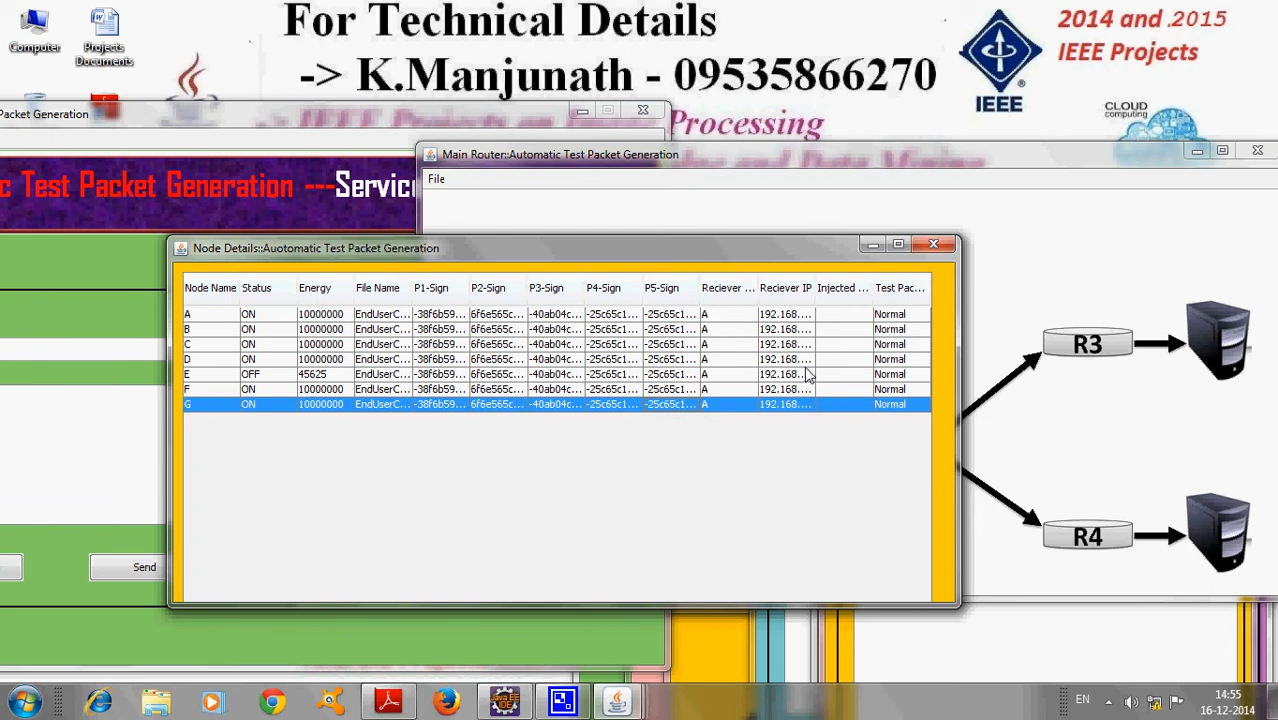 For Technical Details
-> K.Manjunath - 09535866270
2014 and .2015
IEEE Projects
IEEE
CLOUD
computing
Computer
Projects
Documents
Packet Generation
Processing
Main Router::Automatic Test Packet Generation
File
c Test Packet Generation ---Servic
Node Details::Auotomatic Test Packet Generation
Node Name Status Energy File Name P1-Sign P2-Sign P3-Sign P4-Sign P5-Sign Reciever ... Reciever IP Injected ... Test Pac...
A ON 10000000 EndUserC... -38f6b59... 6f6e565c... -40ab04c... -25c65c1... -25c65c1... A 192.168.... Normal
B ON 10000000 EndUserC... -38f6b59... 6f6e565c... -40ab04c... -25c65c1... -25c65c1... A 192.168.... Normal
C ON 10000000 EndUserC... -38f6b59... 6f6e565c... -40ab04c... -25c65c1... -25c65c1... A 192.168.... Normal
D ON 10000000 EndUserC... -38f6b59... 6f6e565c... -40ab04c... -25c65c1... -25c65c1... A 192.168.... Normal
E OFF 45625 EndUserC... -38f6b59... 6f6e565c... -40ab04c... -25c65c1... -25c65c1... A 192.168.... Normal
F ON 10000000 EndUserC... -38f6b59... 6f6e565c... -40ab04c... -25c65c1... -25c65c1... A 192.168.... Normal
G ON 10000000 EndUserC... -38f6b59... 6f6e565c... -40ab04c... -25c65c1... -25c65c1... A 192.168.... Normal
R3
R4
Send
Java EE
IDE
EN
14:55
16-12-2014